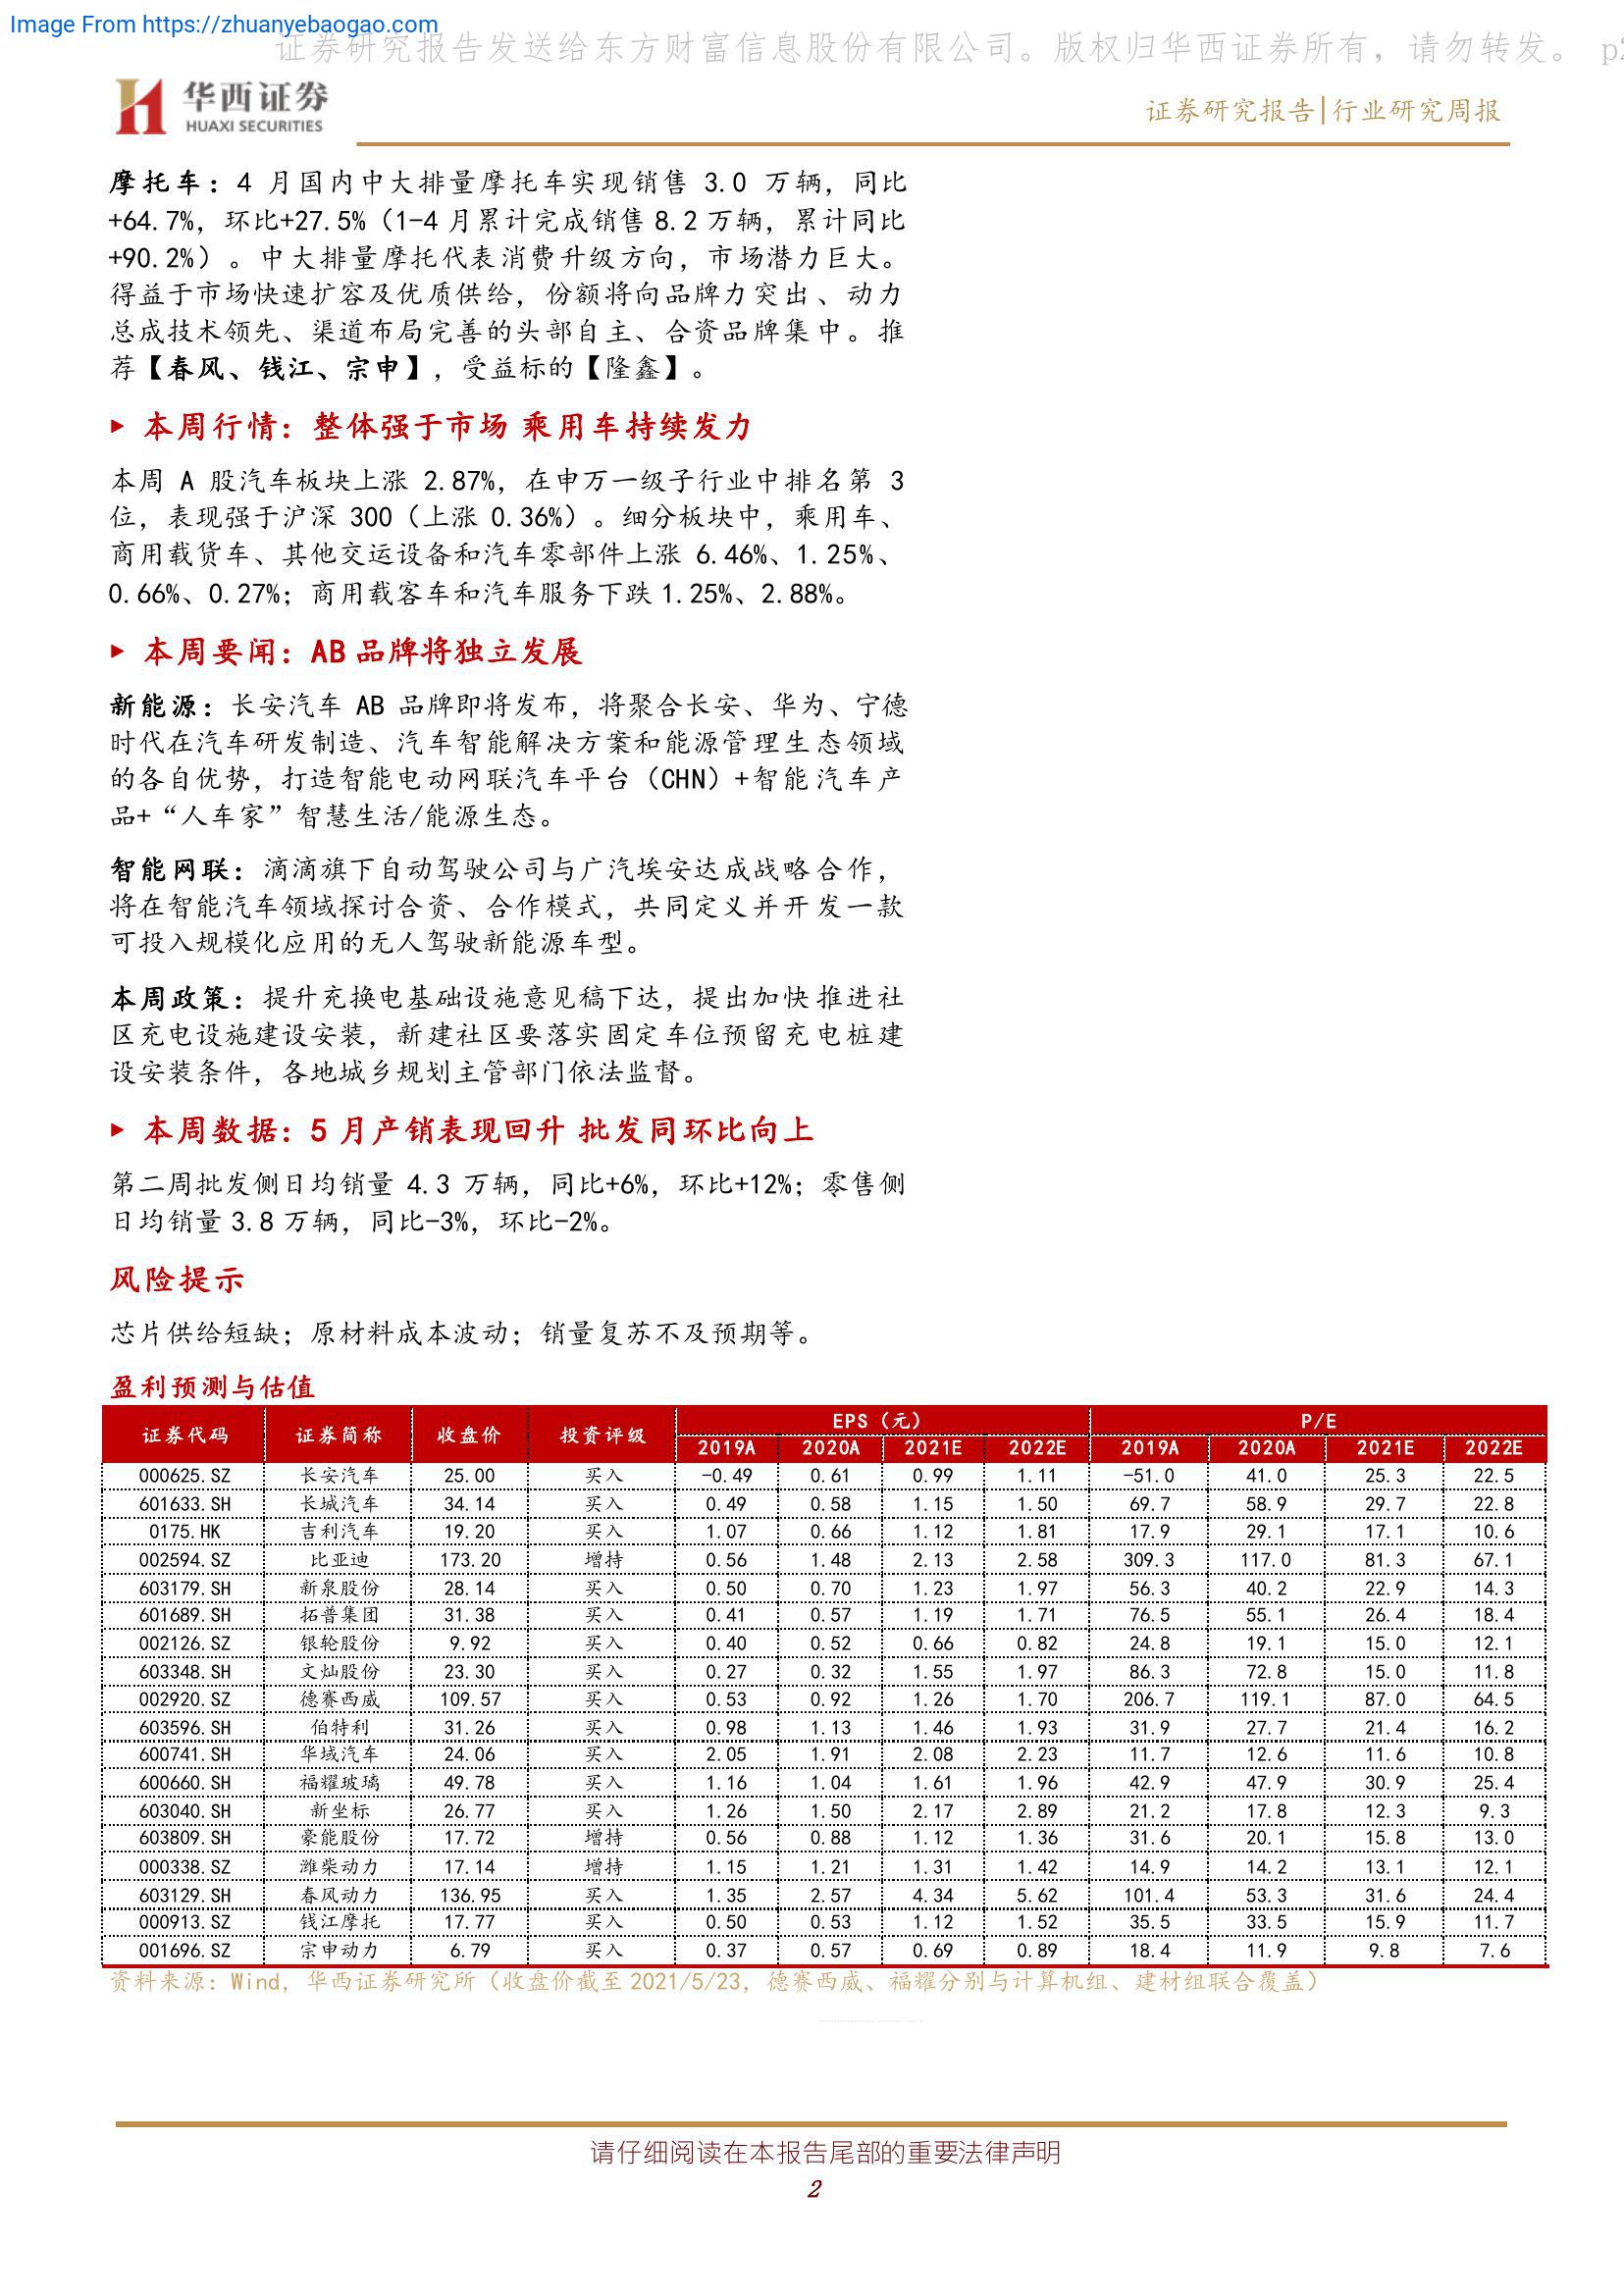 Image From https://zhuanyebaogao.com
证券研究报告发送给东方财富信息股份有限公司。版权归华西证券所有，请勿转发。 p2
华西证券
HUAXI SECURITIES
证券研究报告|行业研究周报
摩托车：4 月国内中大排量摩托车实现销售 3.0 万辆，同比
+64.7%，环比+27.5%（1-4 月累计完成销售 8.2 万辆，累计同比
+90.2%）。中大排量摩托代表消费升级方向，市场潜力巨大。
得益于市场快速扩容及优质供给，份额将向品牌力突出、动力
总成技术领先、渠道布局完善的头部自主、合资品牌集中。推
荐【春风、钱江、宗申】，受益标的【隆鑫】。
▸ 本周行情：整体强于市场 乘用车持续发力
本周 A 股汽车板块上涨 2.87%，在申万一级子行业中排名第 3
位，表现强于沪深 300（上涨 0.36%）。细分板块中，乘用车、
商用载货车、其他交运设备和汽车零部件上涨 6.46%、1.25%、
0.66%、0.27%；商用载客车和汽车服务下跌 1.25%、2.88%。
▸ 本周要闻：AB 品牌将独立发展
新能源：长安汽车 AB 品牌即将发布，将聚合长安、华为、宁德
时代在汽车研发制造、汽车智能解决方案和能源管理生态领域
的各自优势，打造智能电动网联汽车平台（CHN）+智能汽车产
品+“人车家”智慧生活/能源生态。
智能网联：滴滴旗下自动驾驶公司与广汽埃安达成战略合作，
将在智能汽车领域探讨合资、合作模式，共同定义并开发一款
可投入规模化应用的无人驾驶新能源车型。
本周政策：提升充换电基础设施意见稿下达，提出加快推进社
区充电设施建设安装，新建社区要落实固定车位预留充电桩建
设安装条件，各地城乡规划主管部门依法监督。
▸ 本周数据：5 月产销表现回升 批发同环比向上
第二周批发侧日均销量 4.3 万辆，同比+6%，环比+12%；零售侧
日均销量 3.8 万辆，同比-3%，环比-2%。
风险提示
芯片供给短缺；原材料成本波动；销量复苏不及预期等。
盈利预测与估值
证券代码 证券简称 收盘价 投资评级 EPS（元） P/E
2019A 2020A 2021E 2022E 2019A 2020A 2021E 2022E
000625.SZ 长安汽车 25.00 买入 -0.49 0.61 0.99 1.11 -51.0 41.0 25.3 22.5
601633.SH 长城汽车 34.14 买入 0.49 0.58 1.15 1.50 69.7 58.9 29.7 22.8
0175.HK 吉利汽车 19.20 买入 1.07 0.66 1.12 1.81 17.9 29.1 17.1 10.6
002594.SZ 比亚迪 173.20 增持 0.56 1.48 2.13 2.58 309.3 117.0 81.3 67.1
603179.SH 新泉股份 28.14 买入 0.50 0.70 1.23 1.97 56.3 40.2 22.9 14.3
601689.SH 拓普集团 31.38 买入 0.41 0.57 1.19 1.71 76.5 55.1 26.4 18.4
002126.SZ 银轮股份 9.92 买入 0.40 0.52 0.66 0.82 24.8 19.1 15.0 12.1
603348.SH 文灿股份 23.30 买入 0.27 0.32 1.55 1.97 86.3 72.8 15.0 11.8
002920.SZ 德赛西威 109.57 买入 0.53 0.92 1.26 1.70 206.7 119.1 87.0 64.5
603596.SH 伯特利 31.26 买入 0.98 1.13 1.46 1.93 31.9 27.7 21.4 16.2
600741.SH 华域汽车 24.06 买入 2.05 1.91 2.08 2.23 11.7 12.6 11.6 10.8
600660.SH 福耀玻璃 49.78 买入 1.16 1.04 1.61 1.96 42.9 47.9 30.9 25.4
603040.SH 新坐标 26.77 买入 1.26 1.50 2.17 2.89 21.2 17.8 12.3 9.3
603809.SH 豪能股份 17.72 增持 0.56 0.88 1.12 1.36 31.6 20.1 15.8 13.0
000338.SZ 潍柴动力 17.14 增持 1.15 1.21 1.31 1.42 14.9 14.2 13.1 12.1
603129.SH 春风动力 136.95 买入 1.35 2.57 4.34 5.62 101.4 53.3 31.6 24.4
000913.SZ 钱江摩托 17.77 买入 0.50 0.53 1.12 1.52 35.5 33.5 15.9 11.7
001696.SZ 宗申动力 6.79 买入 0.37 0.57 0.69 0.89 18.4 11.9 9.8 7.6
资料来源：Wind，华西证券研究所（收盘价截至 2021/5/23，德赛西威、福耀分别与计算机组、建材组联合覆盖）
请仔细阅读在本报告尾部的重要法律声明
2